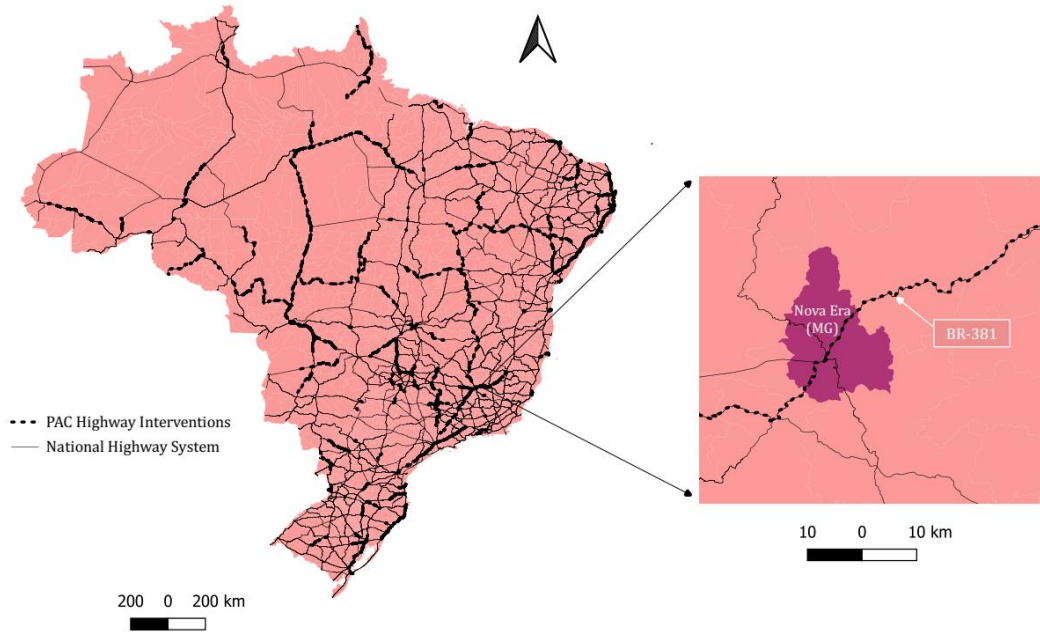 Nova Era
(MG)
BR-381
PAC Highway Interventions
National Highway System
10 0 10 km
200 0 200 km